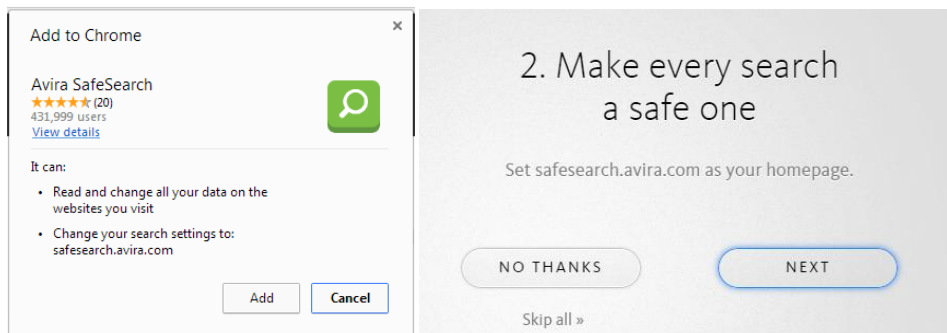 Add to Chrome
Avira SafeSearch
(20)
431,999 users
View details
It can:
• Read and change all your data on the
websites you visit
• Change your search settings to:
safesearch.avira.com
Add
Cancel
2. Make every search
a safe one
Set safesearch.avira.com as your homepage.
NO THANKS
NEXT
Skip all »